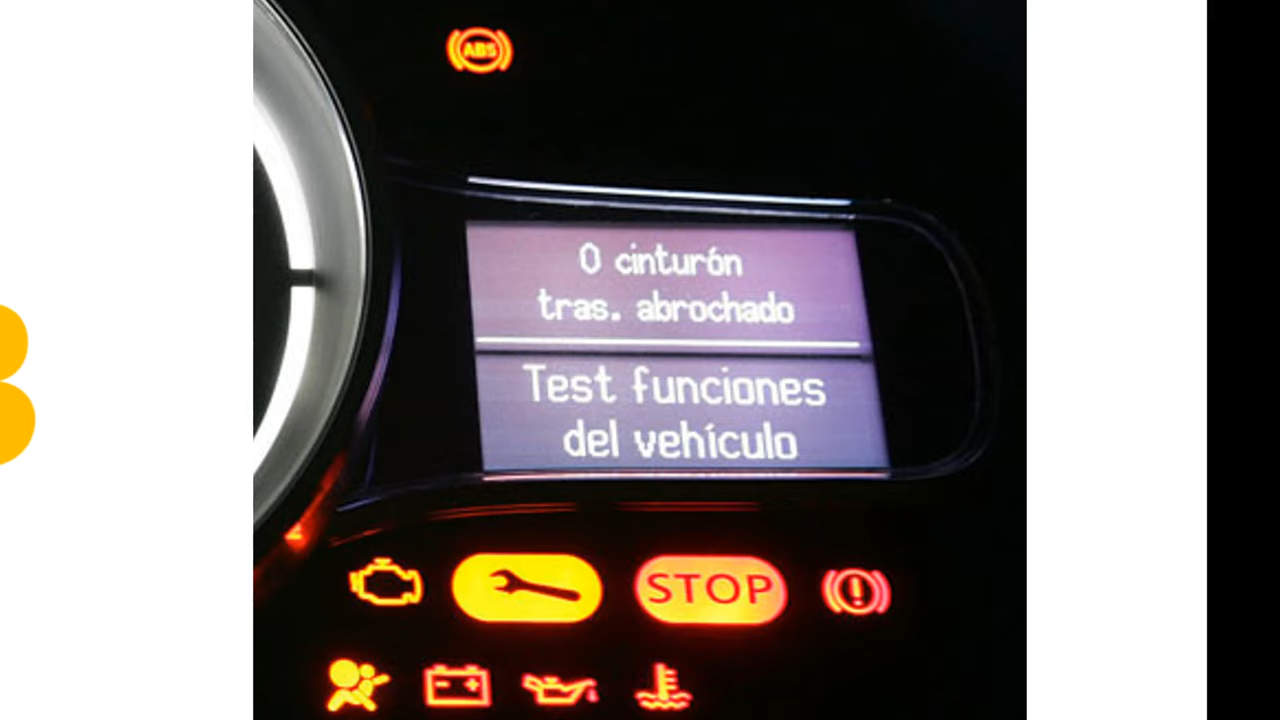 ABS
0 cinturón
tras. abrochado
Test funciones
del vehículo
STOP